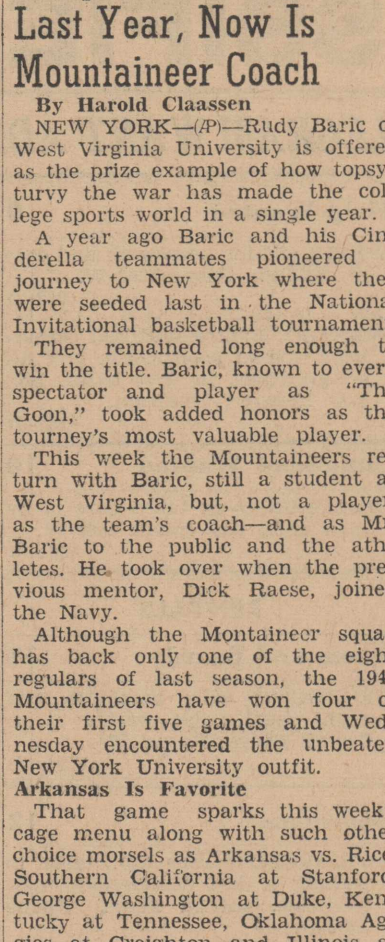 Last Year, Now Is
Mountaineer Coach
By Harold Claassen
NEW YORK—(AP)—Rudy Baric
West Virginia University is offere
as the prize example of how topsy
turvy the war has made the col
lege sports world in a single year.
A year ago Baric and his Cin
derella teammates pioneered
journey to New York where the
were seeded last in the Nationa
Invitational basketball tournamen
They remained long enough t
win the title. Baric, known to ever
spectator and player as "Th
Goon," took added honors as th
tourney's most valuable player.
This week the Mountaineers re
turn with Baric, still a student a
West Virginia, but, not a player
as the team's coach—and as Mr
Baric to the public and the ath
letes. He took over when the pre
vious mentor, Dick Raese, joine
the Navy.
Although the Montaineer squa
has back only one of the eigh
regulars of last season, the 194
Mountaineers have won four o
their first five games and Wed
nesday encountered the unbeate
New York University outfit.
Arkansas Is Favorite
That game sparks this week
cage menu along with such othe
choice morsels as Arkansas vs. Rice
Southern California at Stanford
George Washington at Duke, Ken
tucky at Tennessee, Oklahoma Ag
gies at Creighton and Illinois